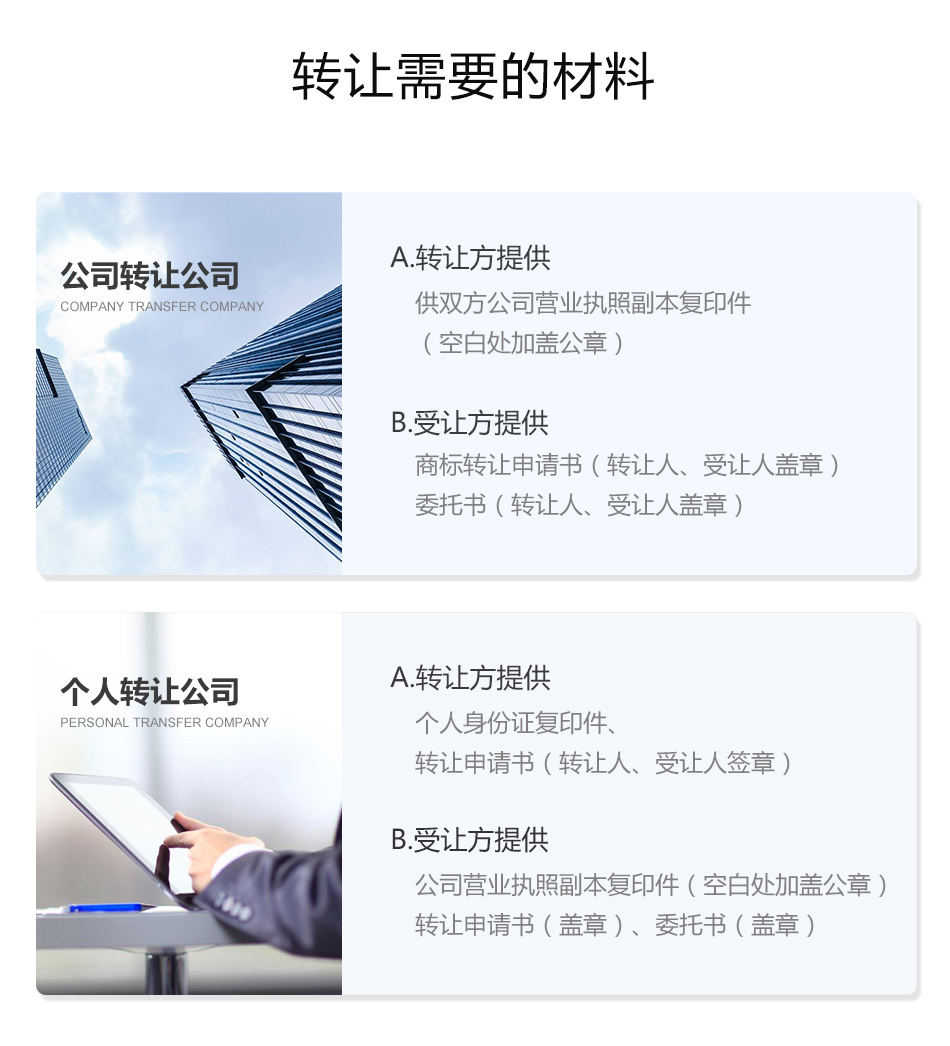 转让需要的材料
公司转让公司
COMPANY TRANSFER COMPANY
A.转让方提供
供双方公司营业执照副本复印件
（空白处加盖公章）
B.受让方提供
商标转让申请书（转让人、受让人盖章）
委托书（转让人、受让人盖章）
个人转让公司
PERSONAL TRANSFER COMPANY
A.转让方提供
个人身份证复印件、
转让申请书（转让人、受让人签章）
B.受让方提供
公司营业执照副本复印件（空白处加盖公章）
转让申请书（盖章）、委托书（盖章）